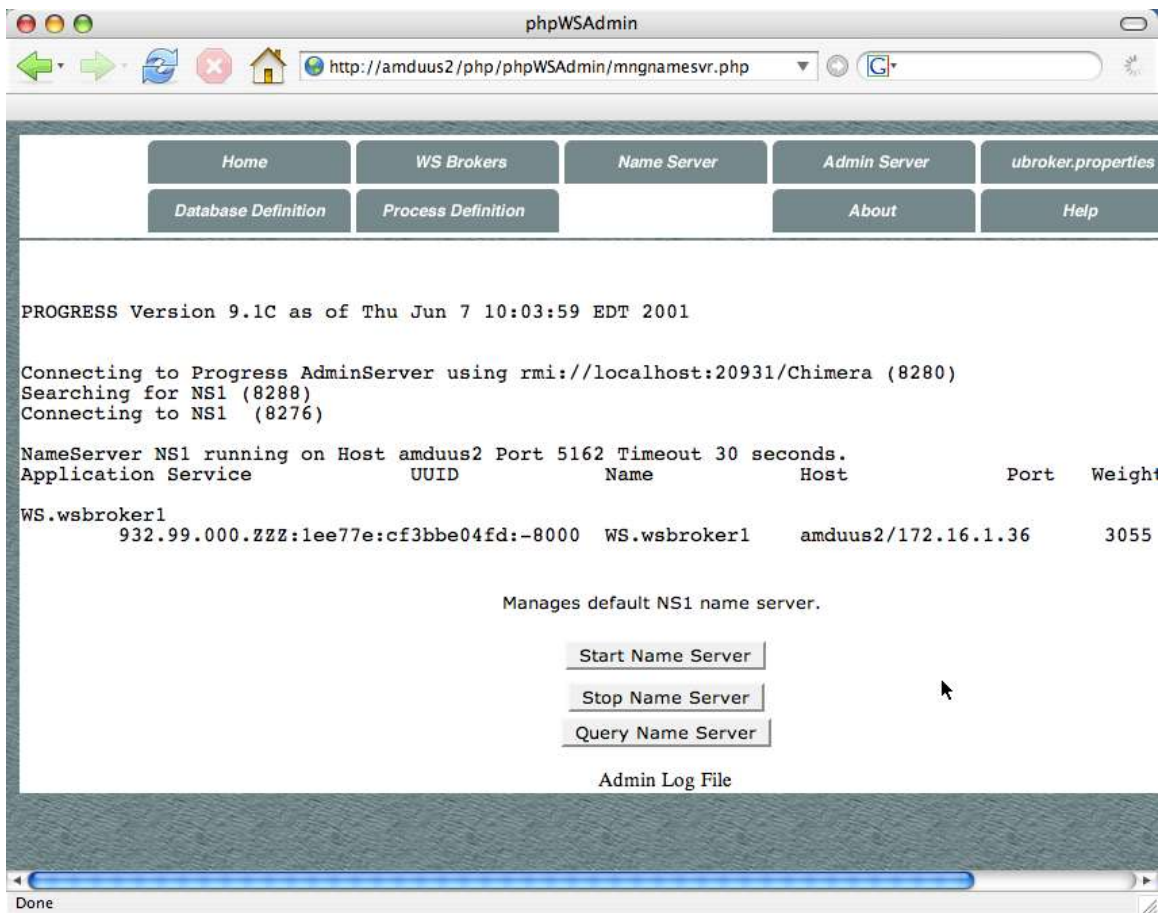 phpWSAdmin
http://amduus2/php/phpWSAdmin/mngnamesvr.php
G
Home WS Brokers Name Server Admin Server ubroker.properties
Database Definition Process Definition About Help
PROGRESS Version 9.1C as of Thu Jun 7 10:03:59 EDT 2001
Connecting to Progress AdminServer using rmi://localhost:20931/Chimera (8280)
Searching for NS1 (8288)
Connecting to NS1 (8276)
NameServer NS1 running on Host amduus2 Port 5162 Timeout 30 seconds.
Application Service UUID Name Host Port Weight
WS.wsbroker1
932.99.000.ZZZ:1ee77e:cf3bbe04fd:-8000 WS.wsbroker1 amduus2/172.16.1.36 3055
Manages default NS1 name server.
Start Name Server
Stop Name Server
Query Name Server
Admin Log File
Done